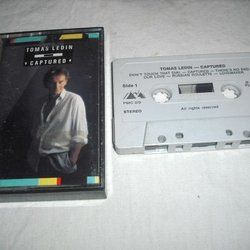 TOMAS LEDIN
CAPTURED
TOMAS LEDIN — CAPTURED
DON'T TOUCH THAT DIAL — CAPTURED — THERE'S NO
OUR LOVE — RUSSIAN ROULETTE — LOVEMAKER
Side 1
STEREO
All rights reserved